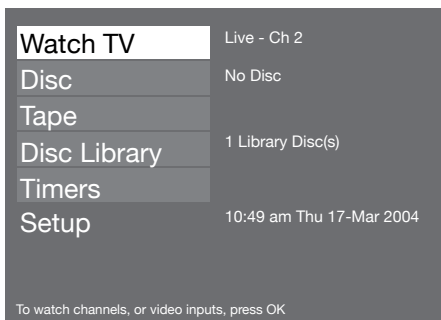 Watch TV
Live - Ch 2
Disc
No Disc
Tape
Disc Library
1 Library Disc(s)
Timers
Setup
10:49 am Thu 17-Mar 2004
To watch channels, or video inputs, press OK